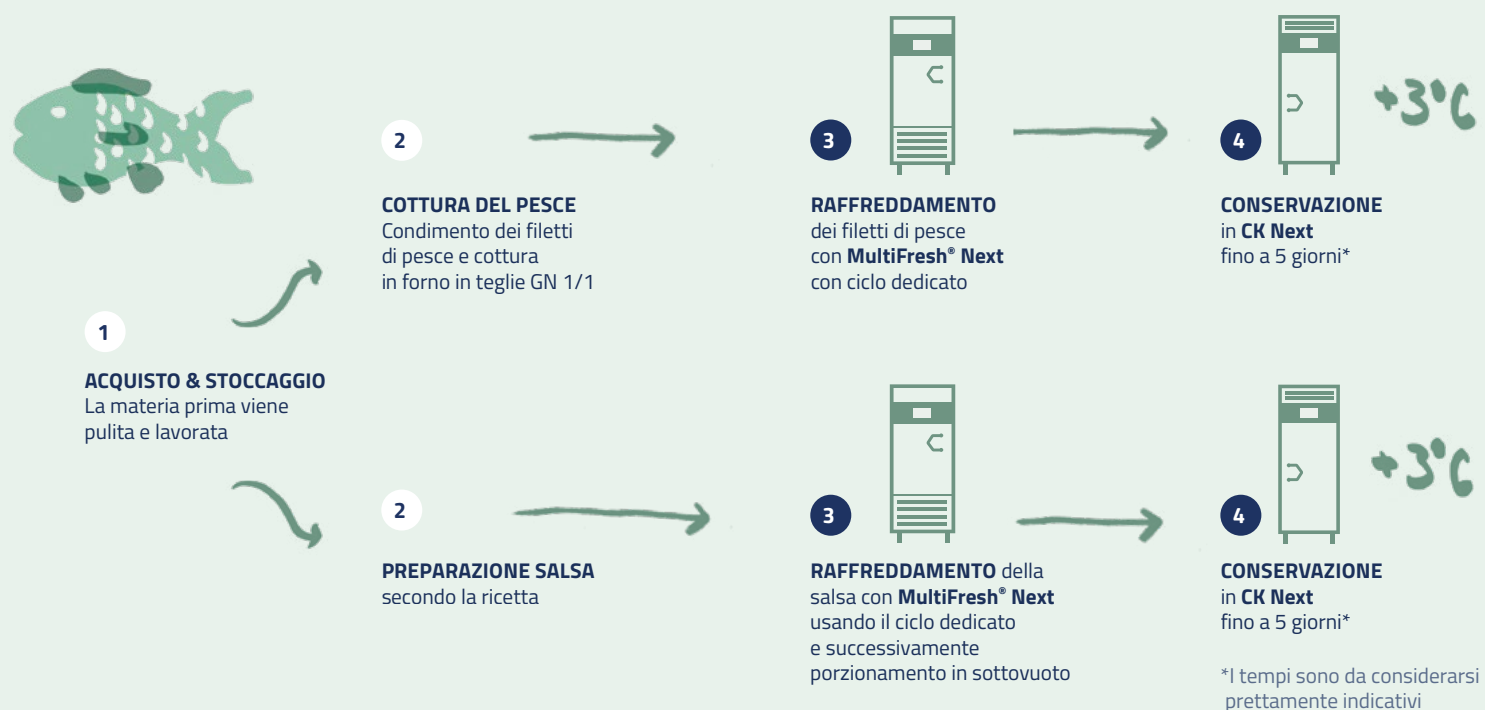 1
ACQUISTO & STOCCAGGIO
La materia prima viene
pulita e lavorata
2
COTTURA DEL PESCE
Condimento dei filetti
di pesce e cottura
in forno in teglie GN 1/1
3
RAFFREDDAMENTO
dei filetti di pesce
con MultiFresh® Next
con ciclo dedicato
4
+3°C
CONSERVAZIONE
in CK Next
fino a 5 giorni*
2
PREPARAZIONE SALSA
secondo la ricetta
3
RAFFREDDAMENTO della
salsa con MultiFresh® Next
usando il ciclo dedicato
e successivamente
porzionamento in sottovuoto
4
+3°C
CONSERVAZIONE
in CK Next
fino a 5 giorni*
*I tempi sono da considerarsi
prettamente indicativi